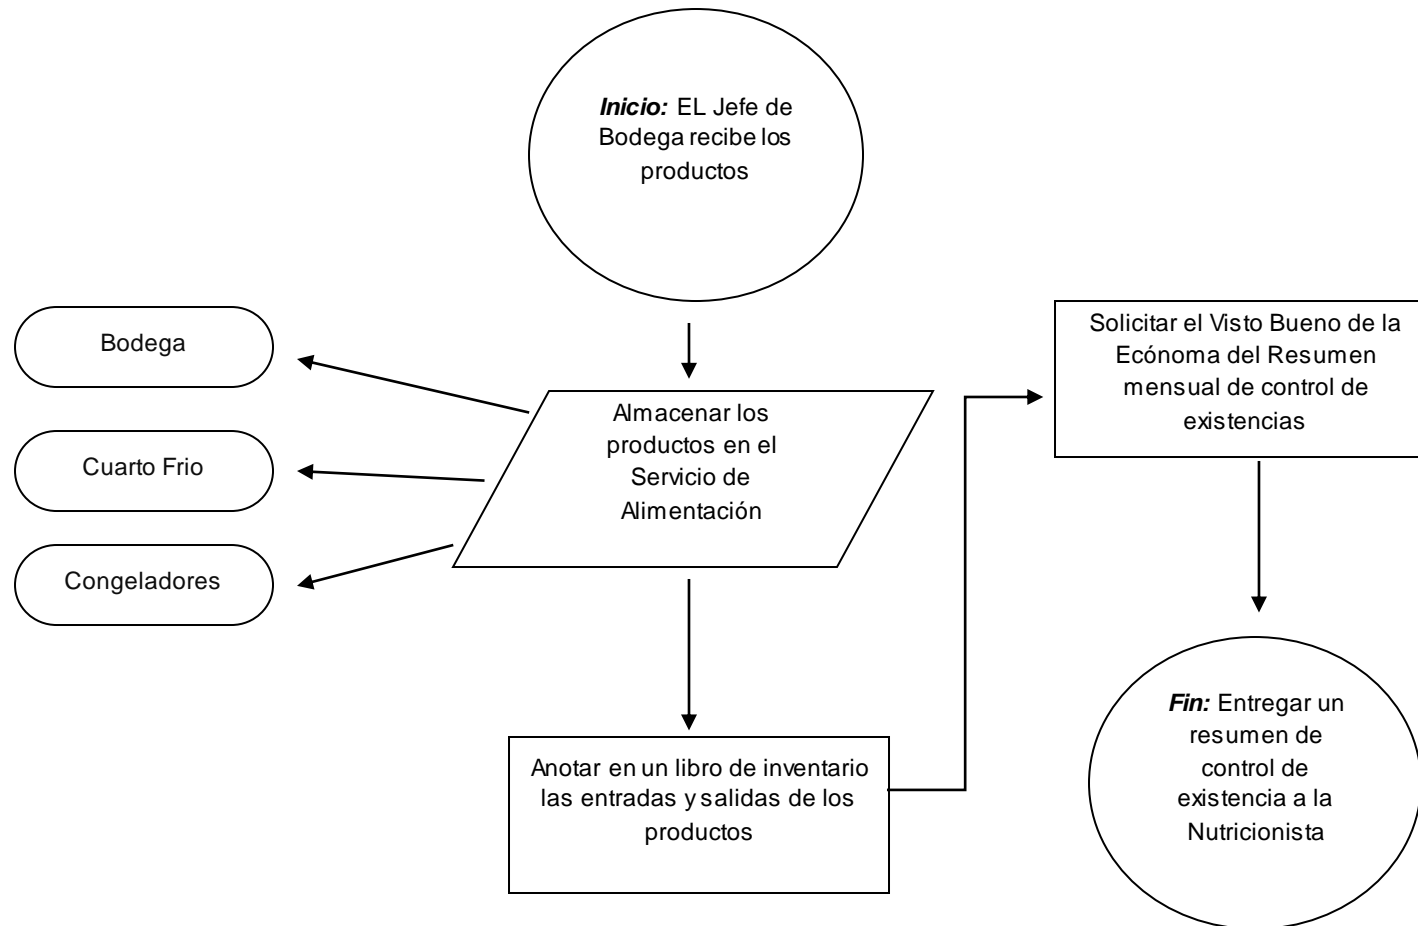 Inicio: EL Jefe de
Bodega recibe los
productos
Bodega
Cuarto Frio
Congeladores
Almacenar los
productos en el
Servicio de
Alimentación
Anotar en un libro de inventario
las entradas y salidas de los
productos
Solicitar el Visto Bueno de la
Ecónoma del Resumen
mensual de control de
existencias
Fin: Entregar un
resumen de
control de
existencia a la
Nutricionista